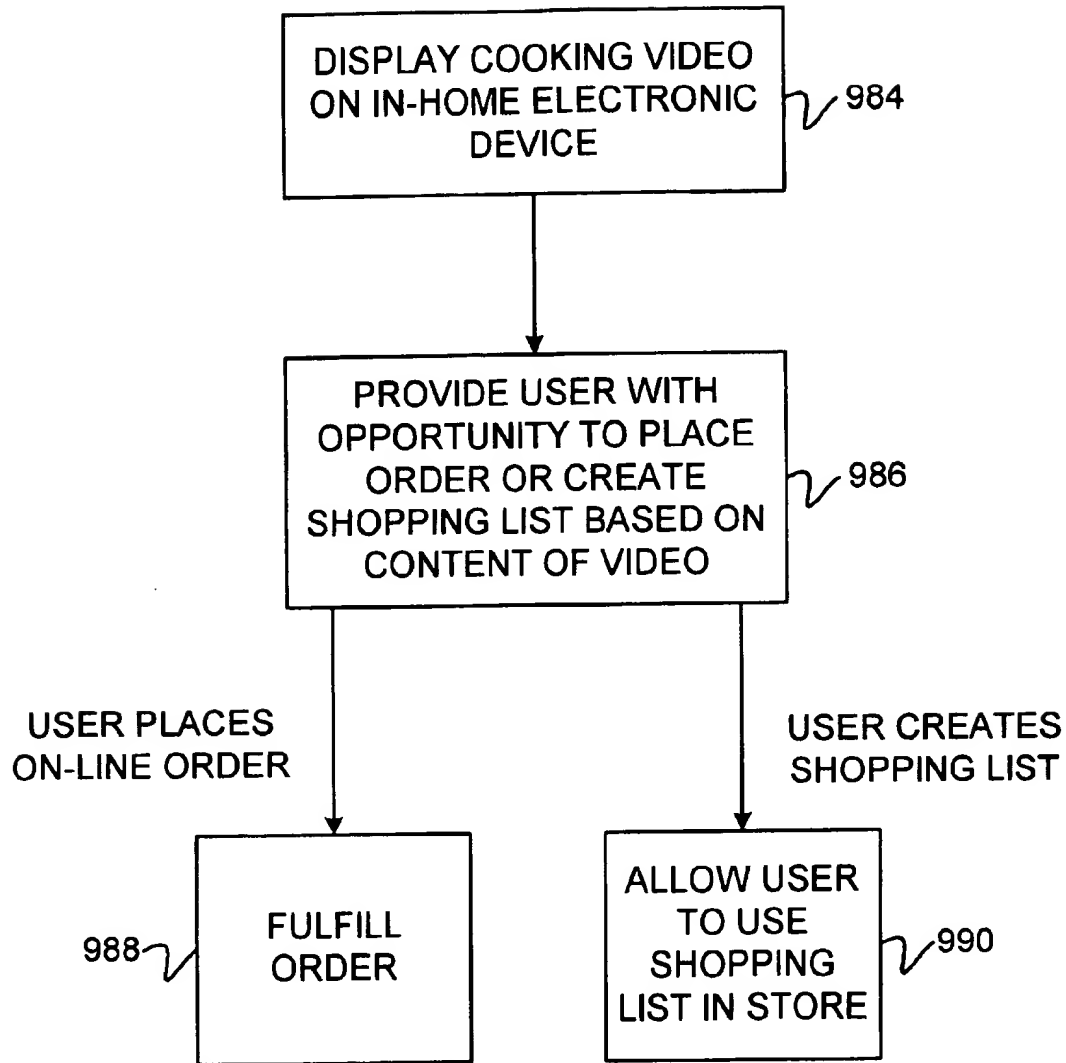 DISPLAY COOKING VIDEO
ON IN-HOME ELECTRONIC
DEVICE
984
PROVIDE USER WITH
OPPORTUNITY TO PLACE
ORDER OR CREATE
SHOPPING LIST BASED ON
CONTENT OF VIDEO
986
USER PLACES
ON-LINE ORDER
USER CREATES
SHOPPING LIST
988
FULFILL
ORDER
ALLOW USER
TO USE
SHOPPING
LIST IN STORE
990